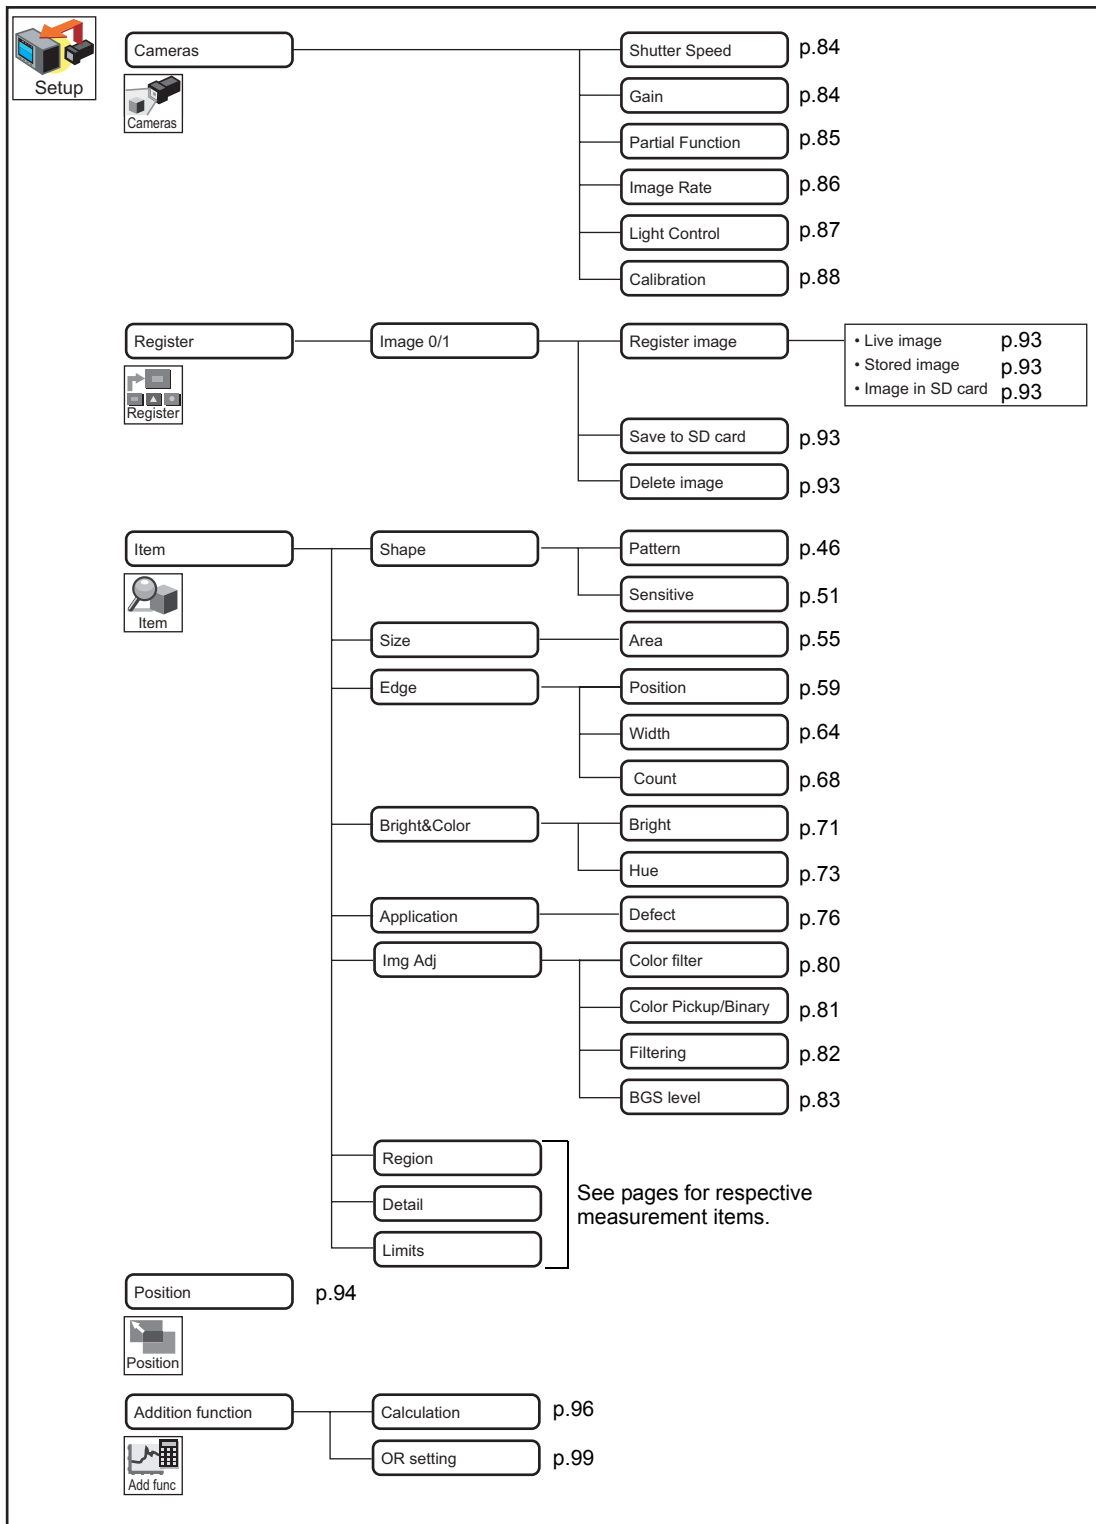 Setup
Cameras
Cameras
Shutter Speed p.84
Gain p.84
Partial Function p.85
Image Rate p.86
Light Control p.87
Calibration p.88
Register
Register
Image 0/1
Register image
• Live image p.93
• Stored image p.93
• Image in SD card p.93
Save to SD card p.93
Delete image p.93
Item
Item
Shape
Pattern p.46
Sensitive p.51
Size
Area p.55
Edge
Position p.59
Width p.64
Count p.68
Bright&Color
Bright p.71
Hue p.73
Application
Defect p.76
Img Adj
Color filter p.80
Color Pickup/Binary p.81
Filtering p.82
BGS level p.83
Region
Detail
Limits
See pages for respective
measurement items.
Position p.94
Position
Addition function
Add func
Calculation p.96
OR setting p.99